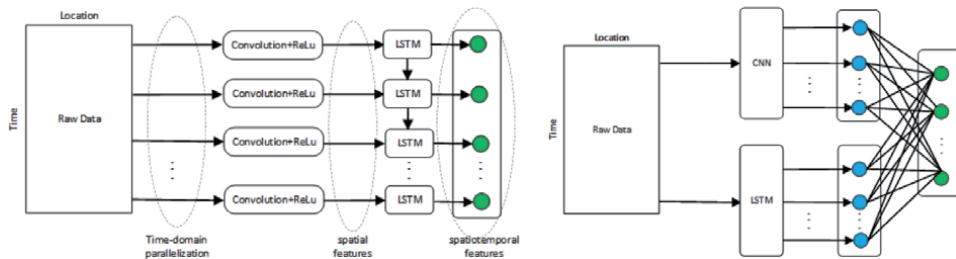 Location
Time
Raw Data
Convolution+ReLu
LSTM
Convolution+ReLu
LSTM
Convolution+ReLu
LSTM
Convolution+ReLu
LSTM
Time-domain
parallelization
spatial
features
spatiotemporal
features
Location
Time
Raw Data
CNN
LSTM